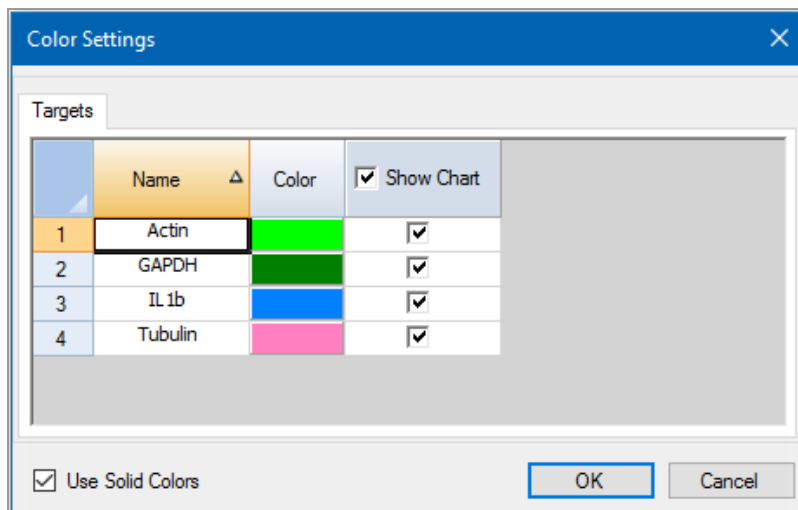 Color Settings
Targets
Name Color Show Chart
1 Actin
2 GAPDH
3 IL1b
4 Tubulin
Use Solid Colors OK Cancel